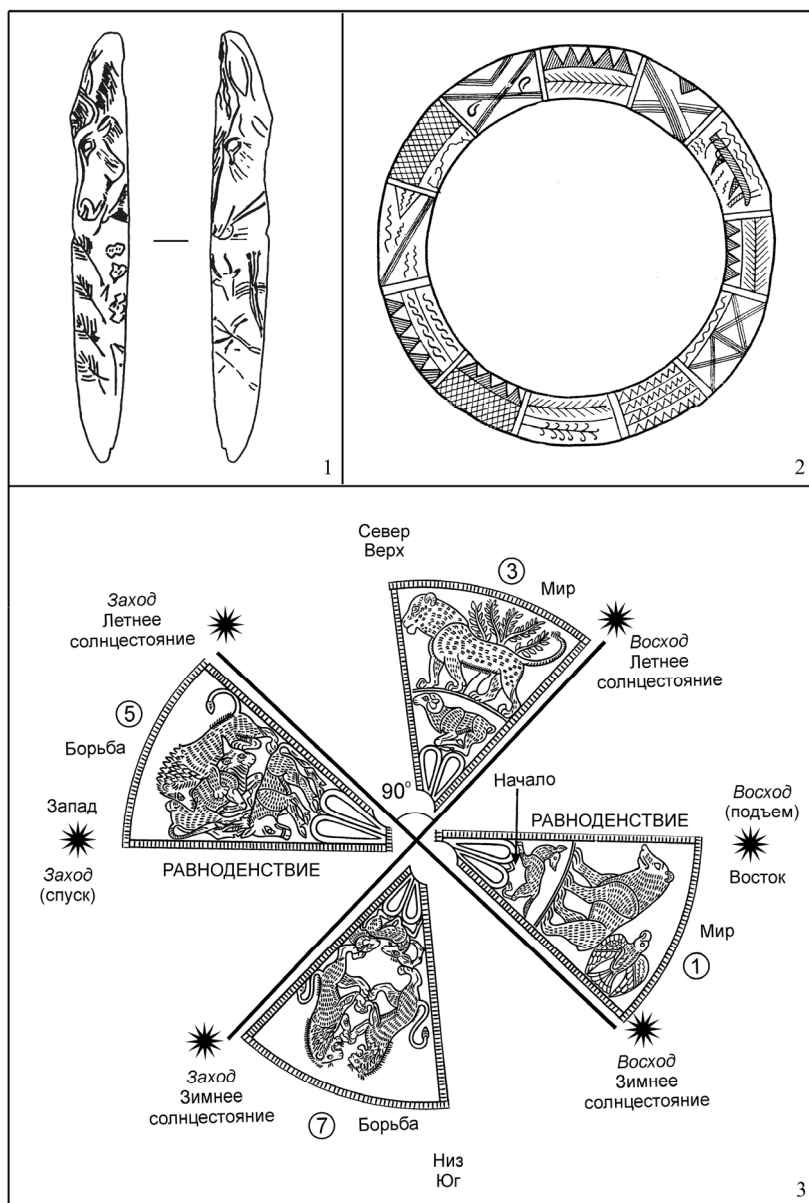 1
2
Север
Верх
3
Мир
Заход
Летнее
солнцестояние
Восход
Летнее
солнцестояние
5
Борьба
90°
Начало
Запад
Заход
(спуск)
РАВНОДЕНСТВИЕ
РАВНОДЕНСТВИЕ
Восход
(подъем)
Восток
Мир
1
Заход
Зимнее
солнцестояние
7
Борьба
Восход
Зимнее
солнцестояние
Низ
Юг
3